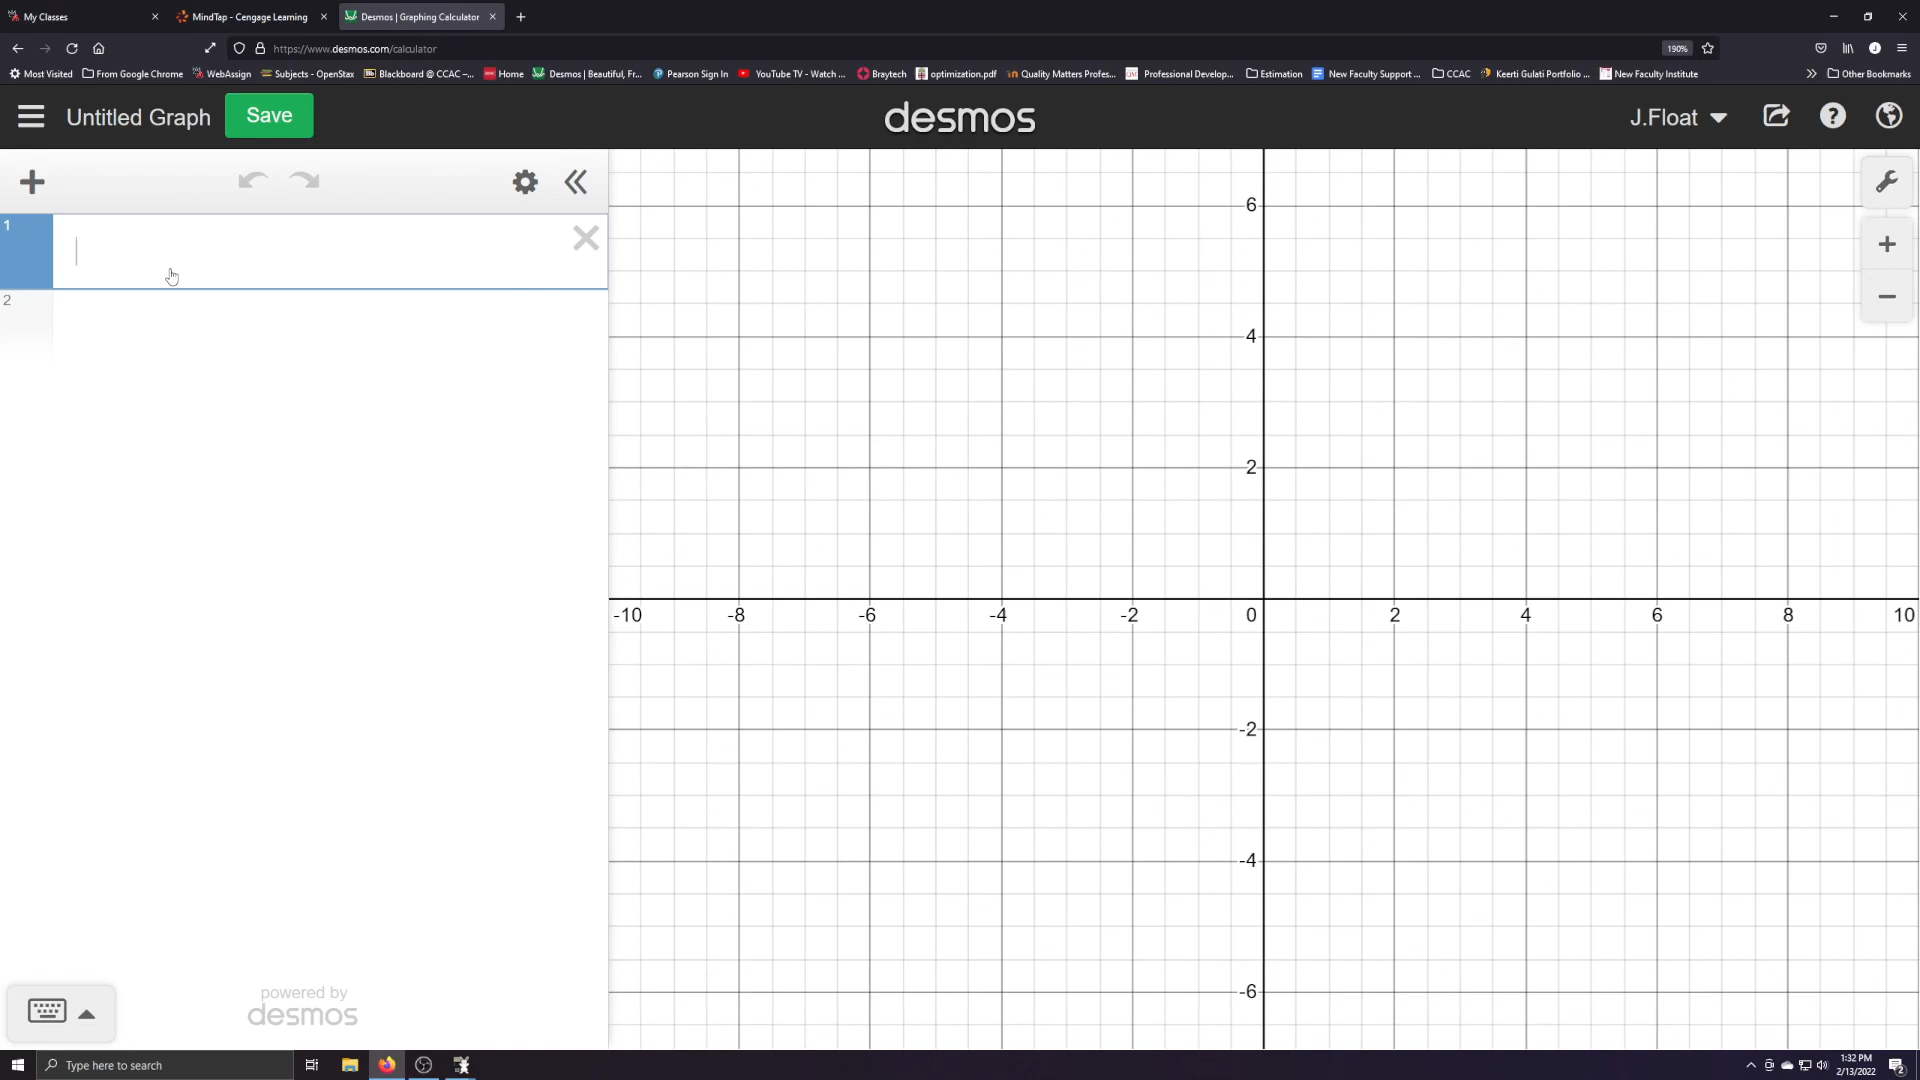 My Classes
MindTap - Cengage Learning
Desmos | Graphing Calculator
https://www.desmos.com/calculator
190%
Most Visited
From Google Chrome
WebAssign
Subjects - OpenStax
Blackboard @ CCAC –...
Home
Desmos | Beautiful, Fr...
Pearson Sign In
YouTube TV - Watch ...
Braytech
optimization.pdf
Quality Matters Profes...
Professional Develop...
Estimation
New Faculty Support ...
CCAC
Keerti Gulati Portfolio ...
New Faculty Institute
Other Bookmarks
Untitled Graph
Save
desmos
J.Float
1
2
6
4
2
-10 -8 -6 -4 -2 0 2 4 6 8 10
-2
-4
-6
powered by
desmos
Type here to search
1:32 PM
2/13/2022
2